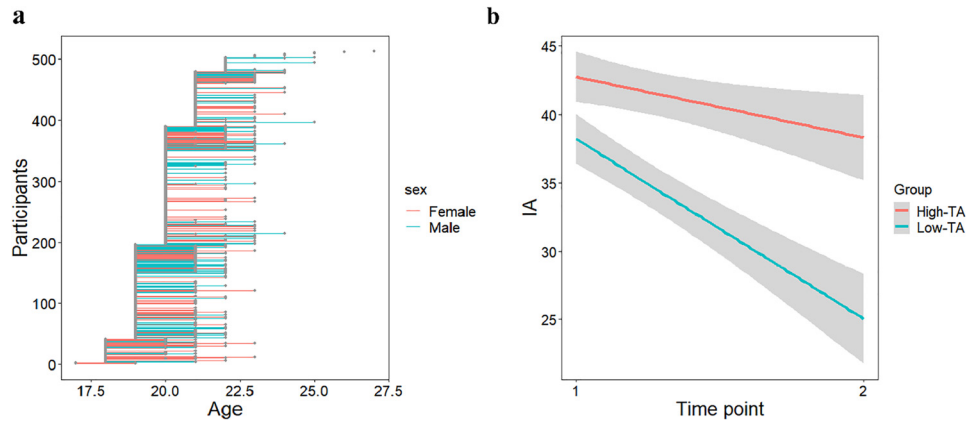 a
500
400
300
200
100
0
Participants
17.5 20.0 22.5 25.0 27.5
Age
sex
Female
Male
b
45
40
35
30
25
IA
1 2
Time point
Group
High-TA
Low-TA